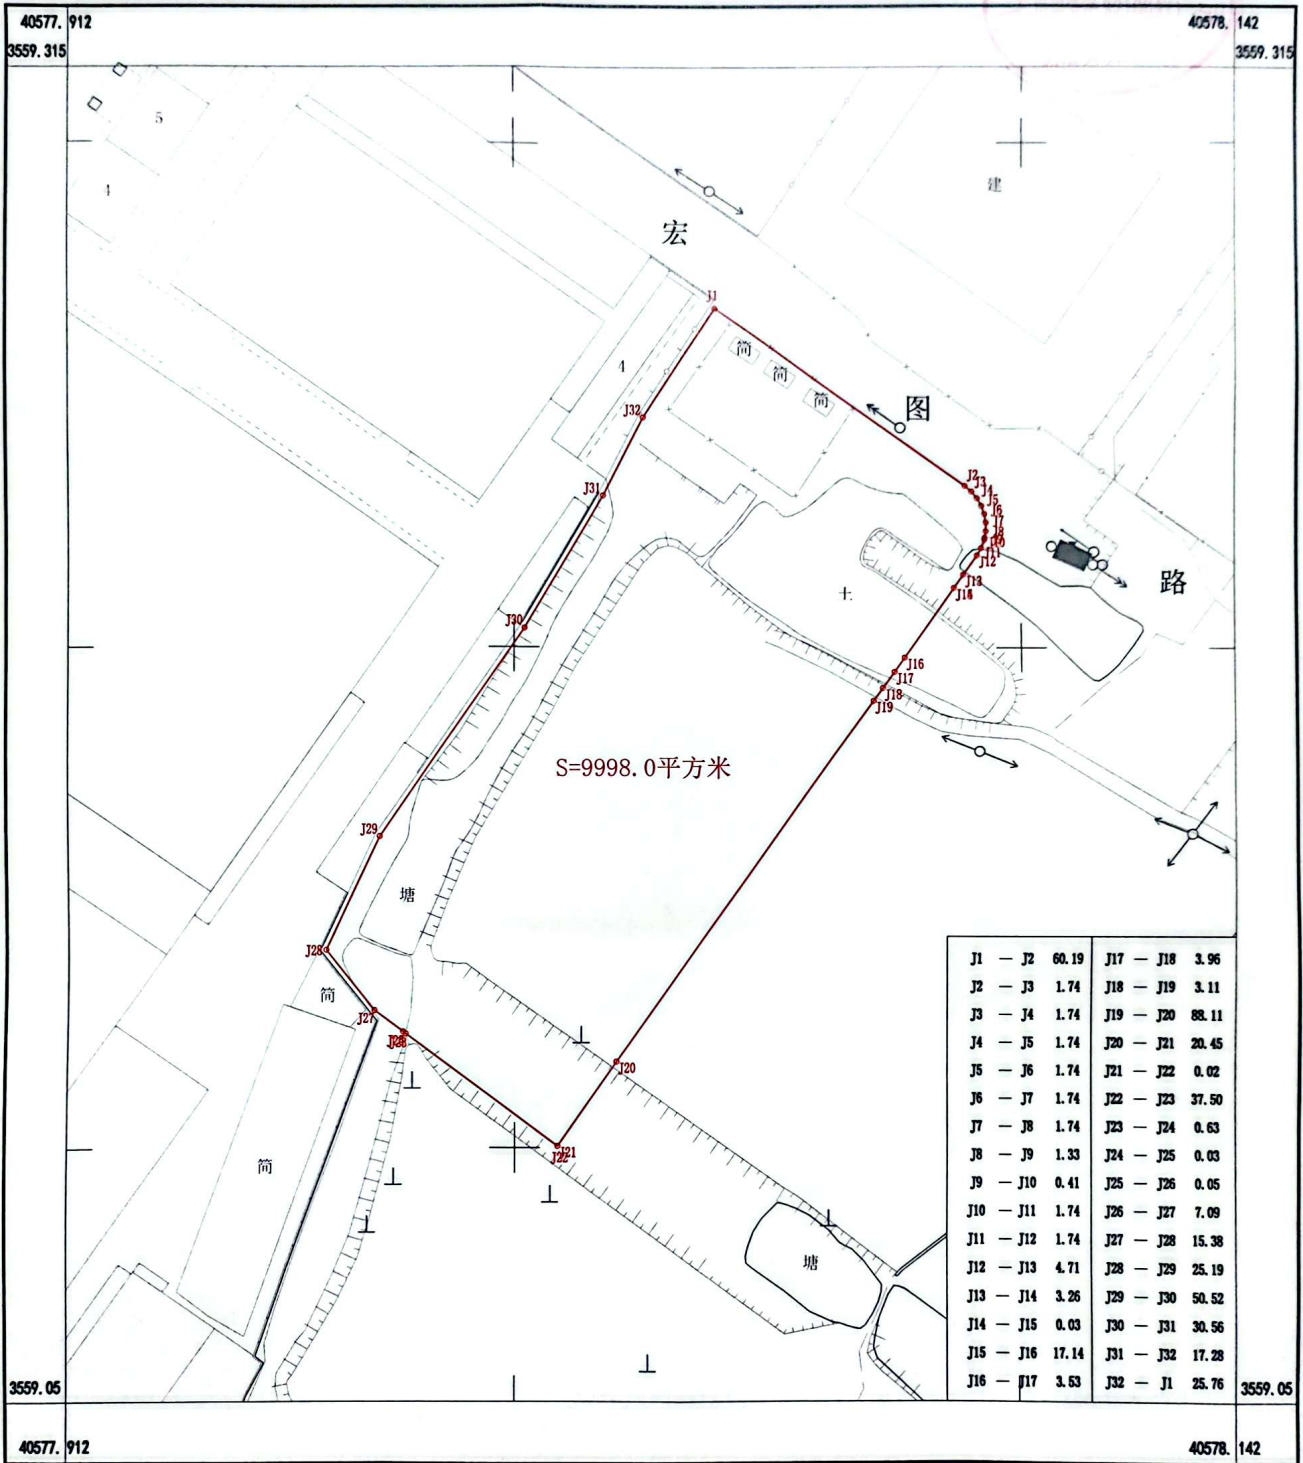 40577.912
40578.142
3559.315
3559.315
5
4
建
宏
J1
简
4
简
简
图
J32
J2
J3
J4
J31
J5
J6
J7
J8
J10
J11
J12
J13
路
土
J30
J16
J17
J18
J19
S=9998.0平方米
J29
塘
J28
简
J27
J20
J21
J22
简
塘
J1 — J2 60.19 J17 — J18 3.96
J2 — J3 1.74 J18 — J19 3.11
J3 — J4 1.74 J19 — J20 88.11
J4 — J5 1.74 J20 — J21 20.45
J5 — J6 1.74 J21 — J22 0.02
J6 — J7 1.74 J22 — J23 37.50
J7 — J8 1.74 J23 — J24 0.63
J8 — J9 1.33 J24 — J25 0.03
J9 — J10 0.41 J25 — J26 0.05
J10 — J11 1.74 J26 — J27 7.09
J11 — J12 1.74 J27 — J28 15.38
J12 — J13 4.71 J28 — J29 25.19
J13 — J14 3.26 J29 — J30 50.52
J14 — J15 0.03 J30 — J31 30.56
J15 — J16 17.14 J31 — J32 17.28
J16 — J17 3.53 J32 — J1 25.76
3559.05
3559.05
40577.912
40578.142